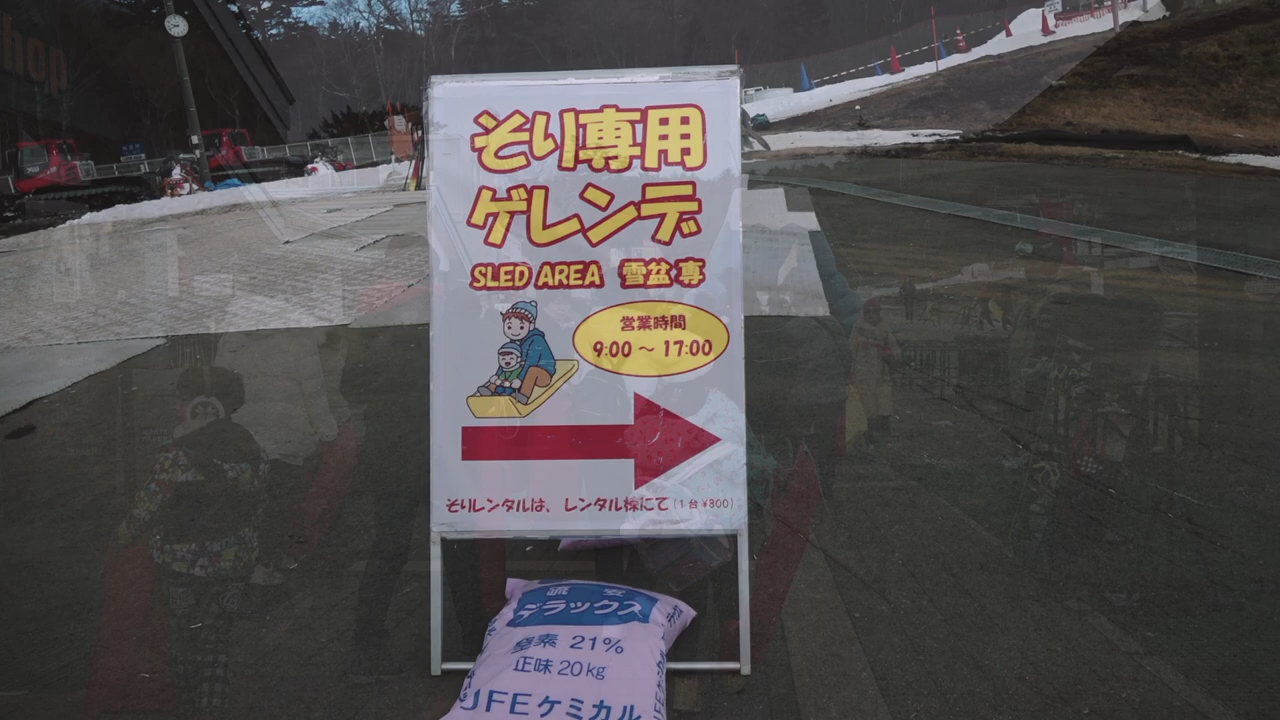 hop
そり専用
ゲレンデ
SLED AREA 雪盆 専
営業時間
9:00 ～ 17:00
そりレンタルは、レンタル棟にて (1台 ¥800)
硫安
デラックス
窒素 21%
正味 20kg
JFEケミカル